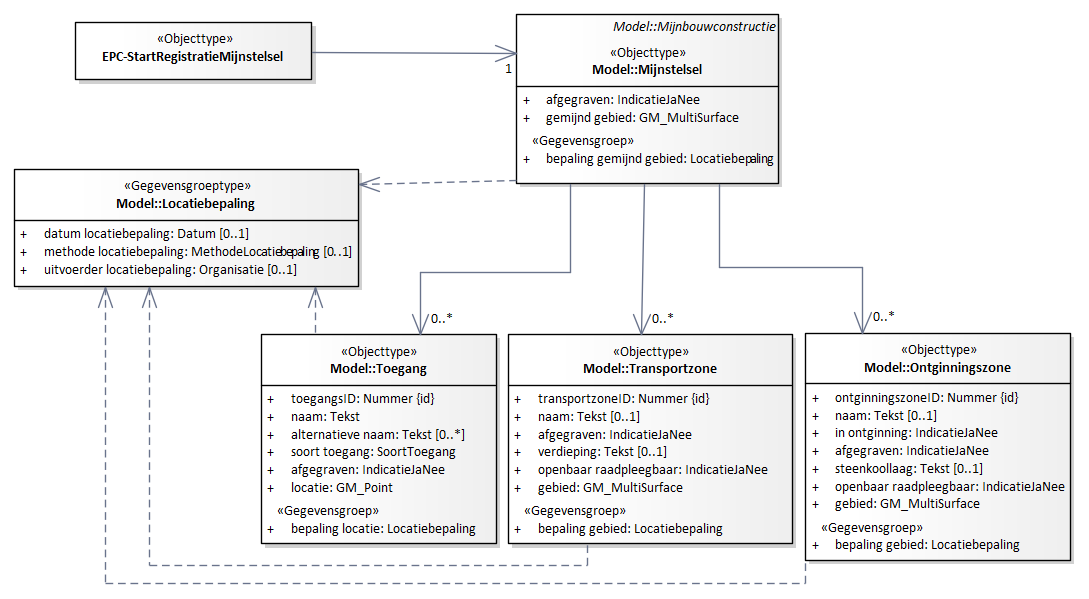 «Objecttype»
EPC-StartRegistratieMijnstelsel
1
Model::Mijnbouwconstructie
«Objecttype»
Model::Mijnstelsel
+ afgegraven: IndicatieJaNee
+ gemijnd gebied: GM_MultiSurface
«Gegevensgroep»
+ bepaling gemijnd gebied: Locatiebepaling
«Gegevensgroeptype»
Model::Locatiebepaling
+ datum locatiebepaling: Datum [0..1]
+ methode locatiebepaling: MethodeLocatiebepaling [0..1]
+ uitvoerder locatiebepaling: Organisatie [0..1]
0..*
0..*
0..*
«Objecttype»
Model::Toegang
+ toegangsID: Nummer {id}
+ naam: Tekst
+ alternatieve naam: Tekst [0..*]
+ soort toegang: SoortToegang
+ afgegraven: IndicatieJaNee
+ locatie: GM_Point
«Gegevensgroep»
+ bepaling locatie: Locatiebepaling
«Objecttype»
Model::Transportzone
+ transportzoneID: Nummer {id}
+ naam: Tekst [0..1]
+ afgegraven: IndicatieJaNee
+ verdieping: Tekst [0..1]
+ openbaar raadpleegbaar: IndicatieJaNee
+ gebied: GM_MultiSurface
«Gegevensgroep»
+ bepaling gebied: Locatiebepaling
«Objecttype»
Model::Ontginningszone
+ ontginningszoneID: Nummer {id}
+ naam: Tekst [0..1]
+ in ontginning: IndicatieJaNee
+ afgegraven: IndicatieJaNee
+ steenkoollaag: Tekst [0..1]
+ openbaar raadpleegbaar: IndicatieJaNee
+ gebied: GM_MultiSurface
«Gegevensgroep»
+ bepaling gebied: Locatiebepaling